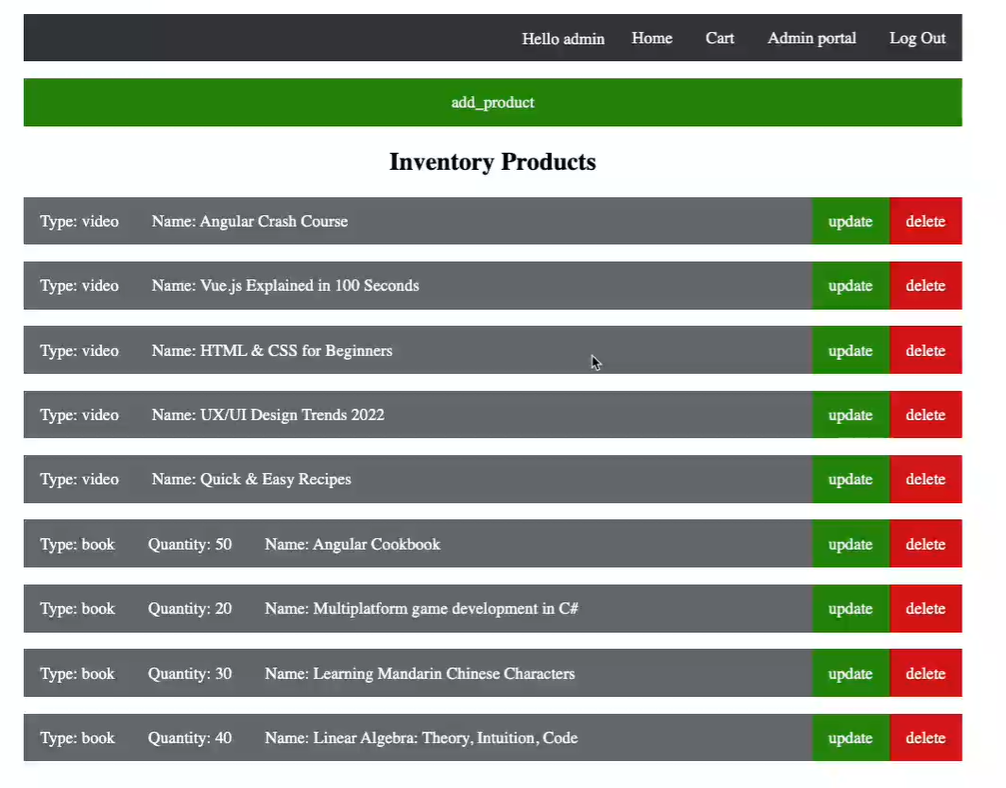 Hello admin Home Cart Admin portal Log Out
add_product
Inventory Products
Type: video Name: Angular Crash Course update delete
Type: video Name: Vue.js Explained in 100 Seconds update delete
Type: video Name: HTML & CSS for Beginners update delete
Type: video Name: UX/UI Design Trends 2022 update delete
Type: video Name: Quick & Easy Recipes update delete
Type: book Quantity: 50 Name: Angular Cookbook update delete
Type: book Quantity: 20 Name: Multiplatform game development in C# update delete
Type: book Quantity: 30 Name: Learning Mandarin Chinese Characters update delete
Type: book Quantity: 40 Name: Linear Algebra: Theory, Intuition, Code update delete